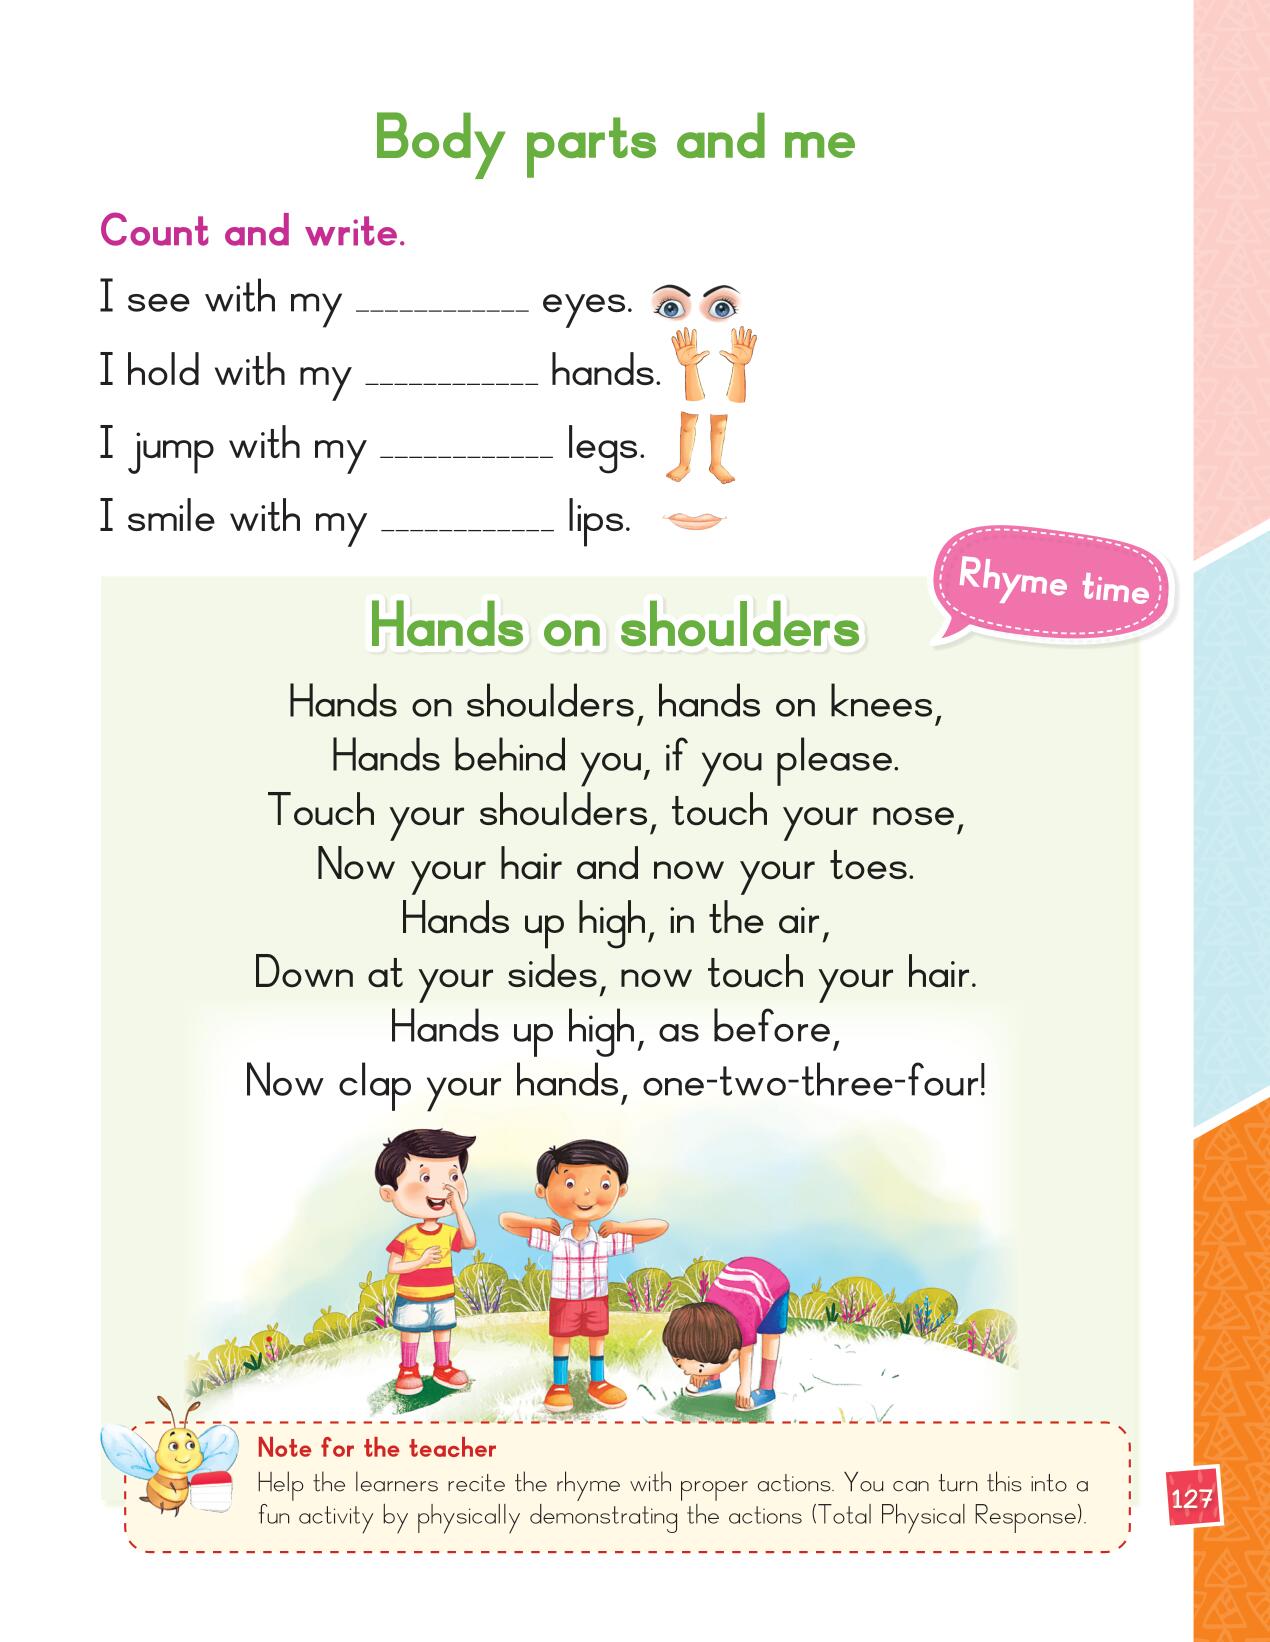 Body parts and me
Count and write.
I see with my ____________ eyes.
I hold with my ____________ hands.
I jump with my ____________ legs.
I smile with my ____________ lips.
Rhyme time
Hands on shoulders
Hands on shoulders, hands on knees,
Hands behind you, if you please.
Touch your shoulders, touch your nose,
Now your hair and now your toes.
Hands up high, in the air,
Down at your sides, now touch your hair.
Hands up high, as before,
Now clap your hands, one-two-three-four!
Note for the teacher
Help the learners recite the rhyme with proper actions. You can turn this into a
fun activity by physically demonstrating the actions (Total Physical Response).
127